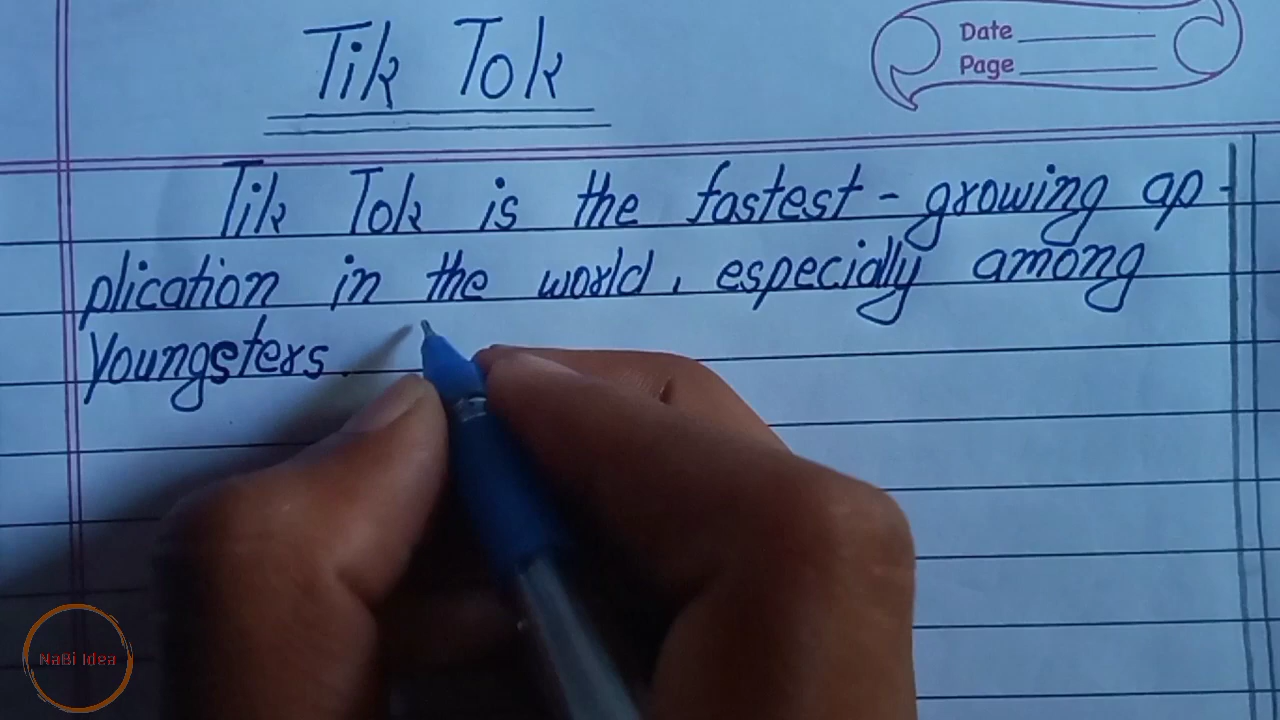 Tik Tok
Date
Page
Tik Tok is the fastest-growing ap-
plication in the world, especially among
Youngsters.
NaBi Idea